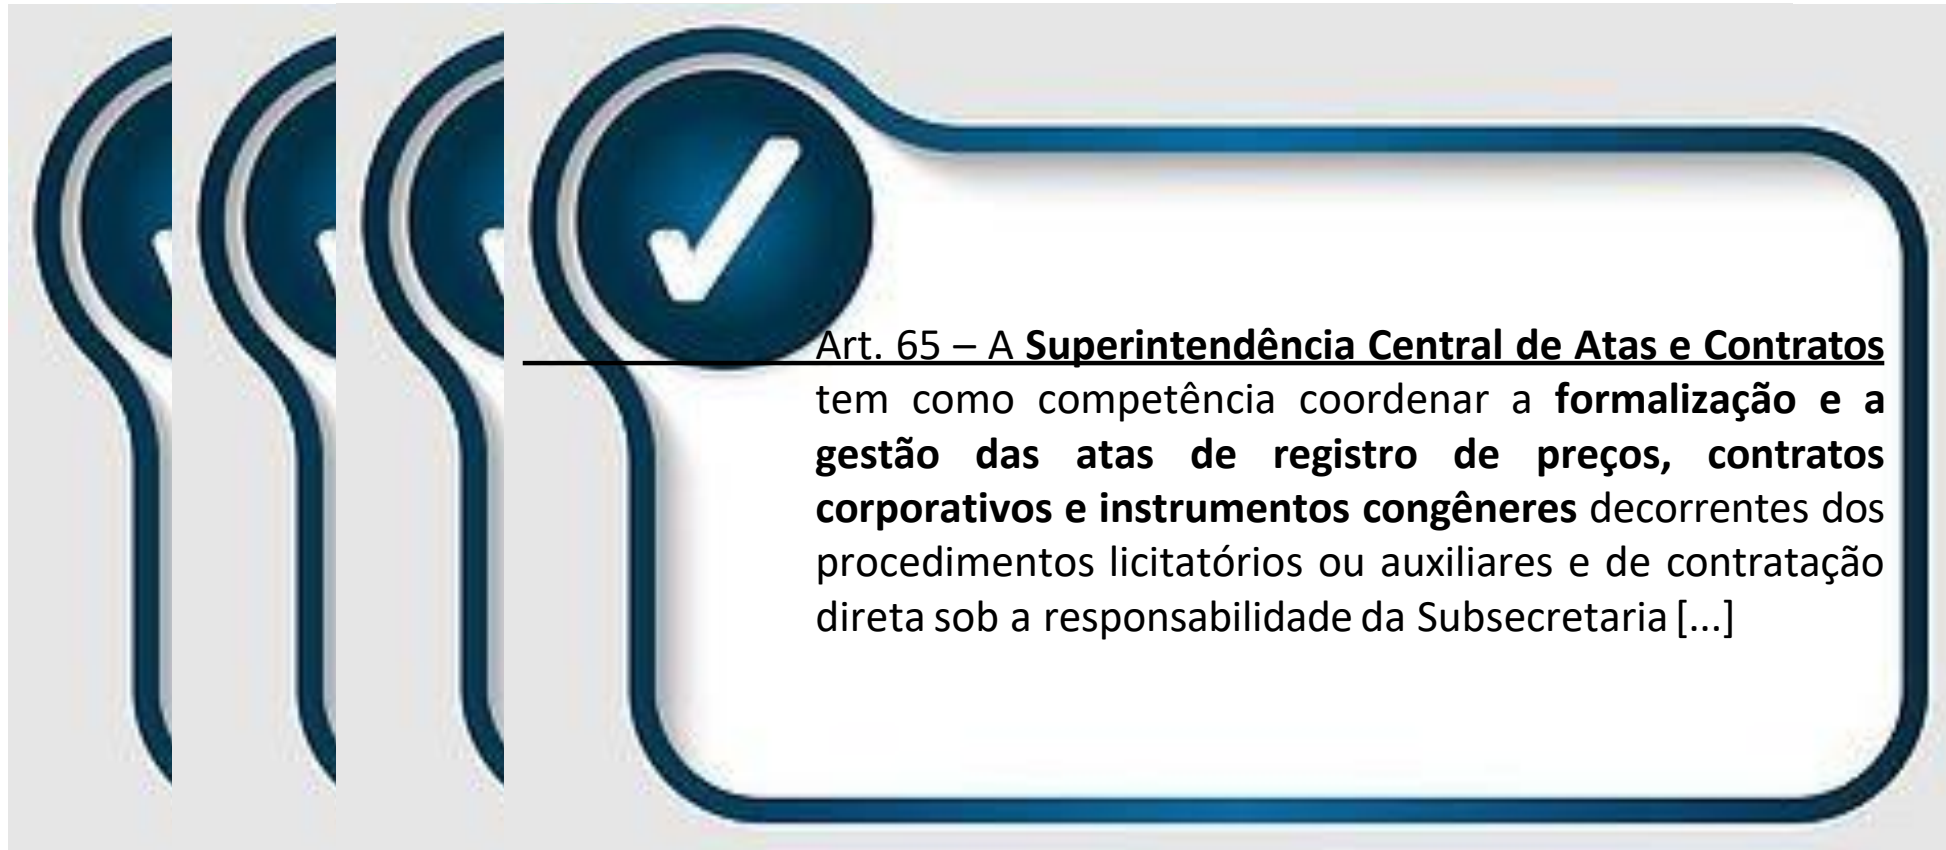 Art. 65 – A Superintendência Central de Atas e Contratos
tem como competência coordenar a formalização e a
gestão das atas de registro de preços, contratos
corporativos e instrumentos congêneres decorrentes dos
procedimentos licitatórios ou auxiliares e de contratação
direta sob a responsabilidade da Subsecretaria [...]